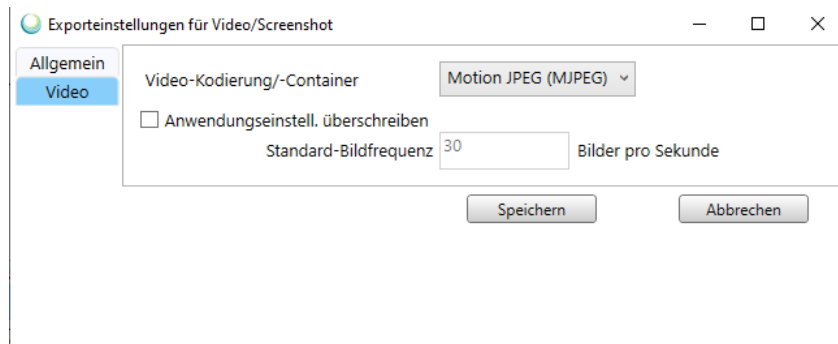 Exporteinstellungen für Video/Screenshot
Allgemein
Video
Video-Kodierung/-Container Motion JPEG (MJPEG)
Anwendungseinstell. überschreiben
Standard-Bildfrequenz 30 Bilder pro Sekunde
Speichern Abbrechen